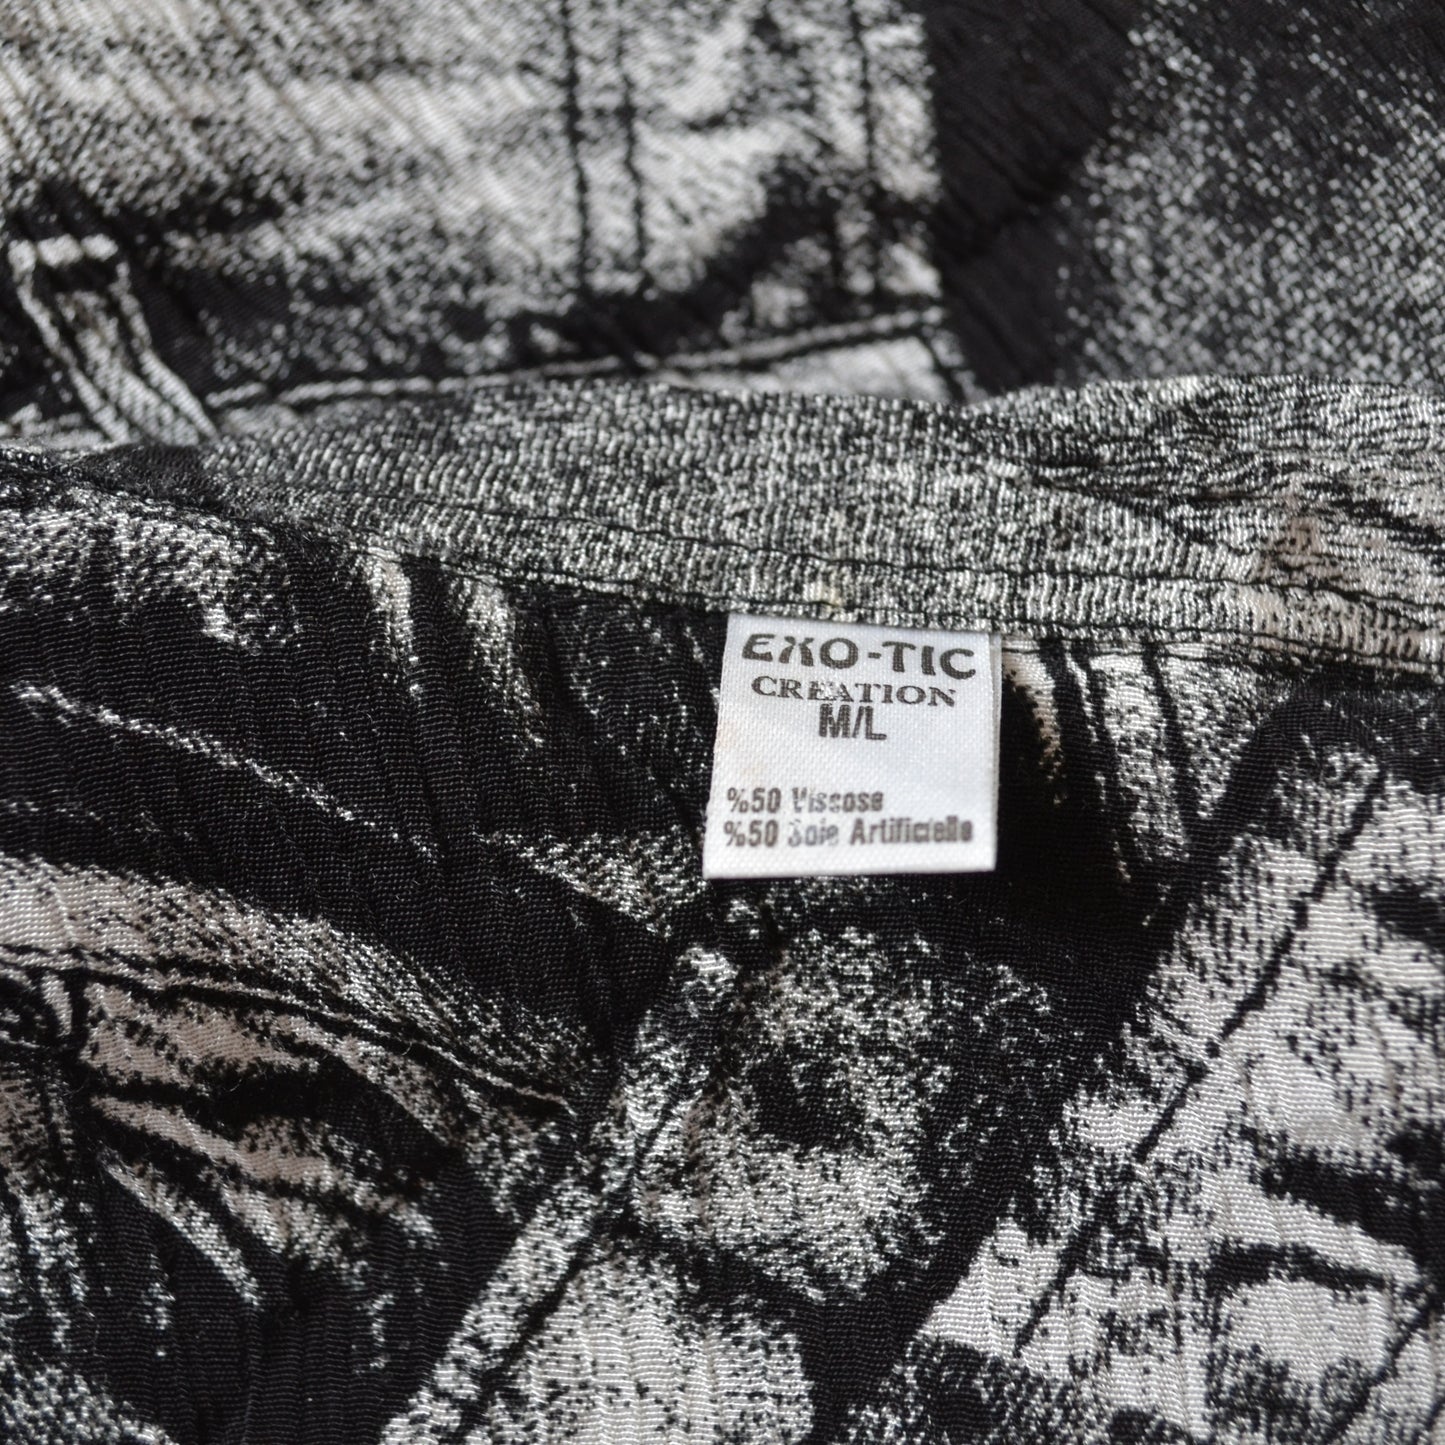 EXO-TIC
CREATION
M/L
%50 Viscose
%50 Soie Artificielle